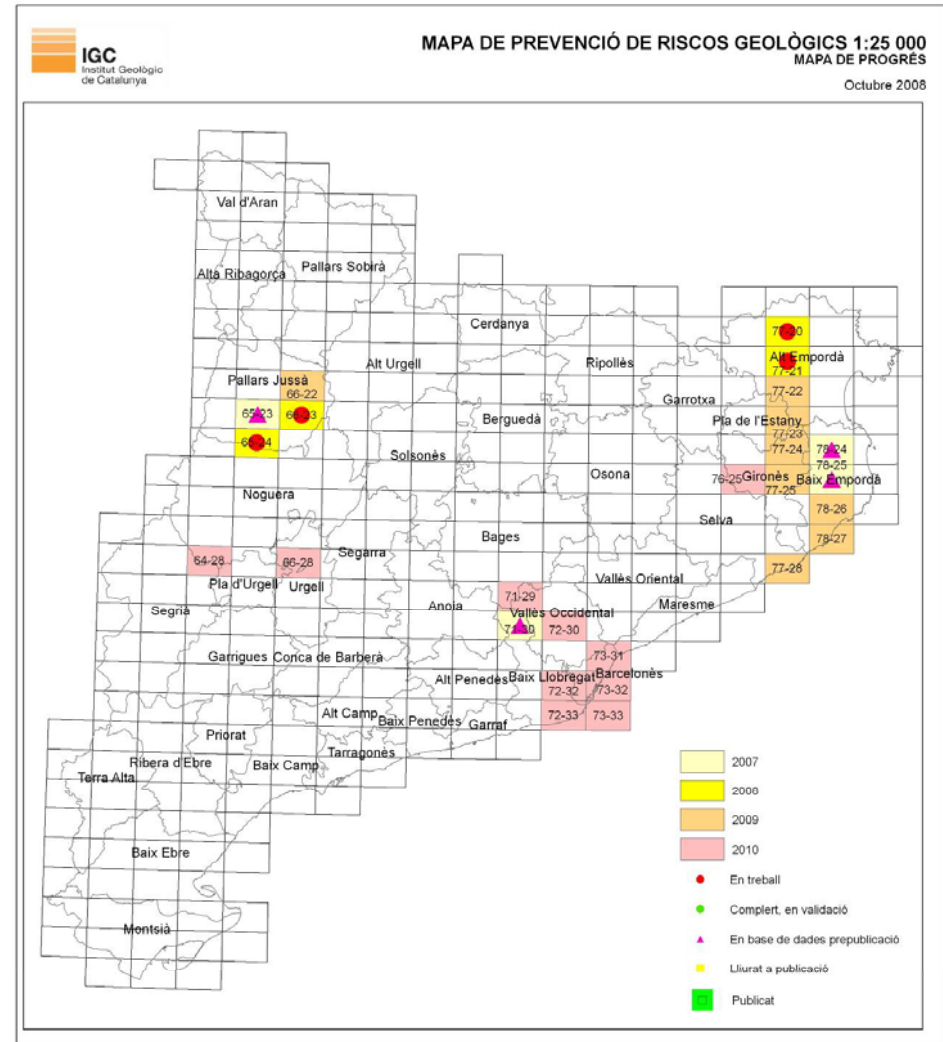 IGC
Institut Geològic
de Catalunya
MAPA DE PREVENCIÓ DE RISCOS GEOLÒGICS 1:25 000
MAPA DE PROGRÉS
Octubre 2008
Val d'Aran
Alta Ribagorça
Pallars Sobirà
Cerdanya
77-20
Alt Urgell
Ripollès
Alt Empordà
77-21
Pallars Jussà
66-22
77-22
Garrotxa
65-23
66-23
Berguedà
Pla de l'Estany
77-23
65-24
Solsonès
77-24
78-24
78-25
Osona
76-25
Gironès
Baix Empordà
77-25
Noguera
78-26
Selva
Bages
78-27
Segarra
64-28
66-28
77-28
Pla d'Urgell
Urgell
Vallès Oriental
71-29
Anoia
Maresme
Segrià
Vallès Occidental
71-30
72-30
Garrigues
Conca de Barberà
73-31
Alt Penedès
Baix Llobregat
Barcelonès
72-32
73-32
Alt Camp
Baix Penedès
Garraf
72-33
73-33
Priorat
Tarragonès
Ribera d'Ebre
Baix Camp
Terra Alta
Baix Ebre
Montsià
2007
2008
2009
2010
En treball
Complert, en validació
En base de dades prepublicació
Lliurat a publicació
Publicat